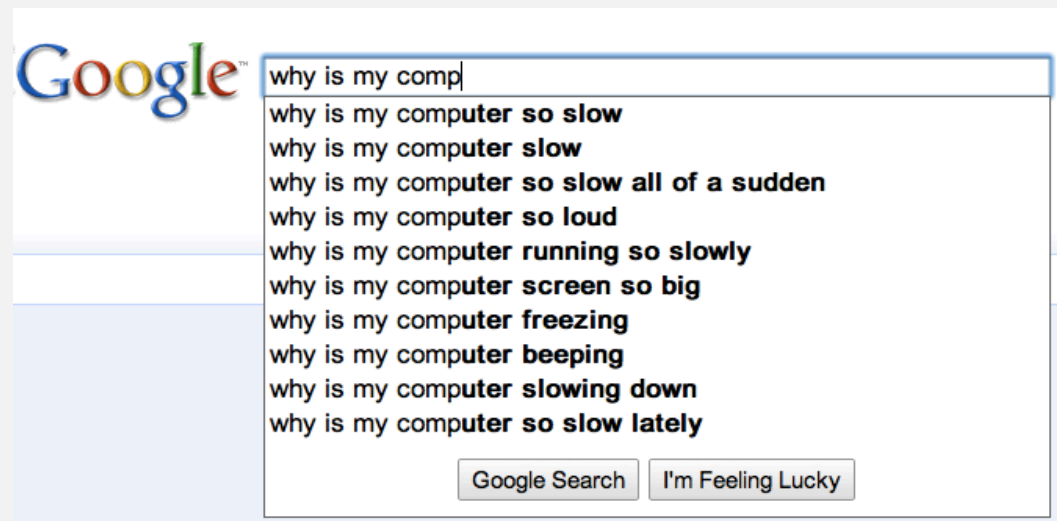 Google™
why is my comp
why is my computer so slow
why is my computer slow
why is my computer so slow all of a sudden
why is my computer so loud
why is my computer running so slowly
why is my computer screen so big
why is my computer freezing
why is my computer beeping
why is my computer slowing down
why is my computer so slow lately
Google Search I'm Feeling Lucky